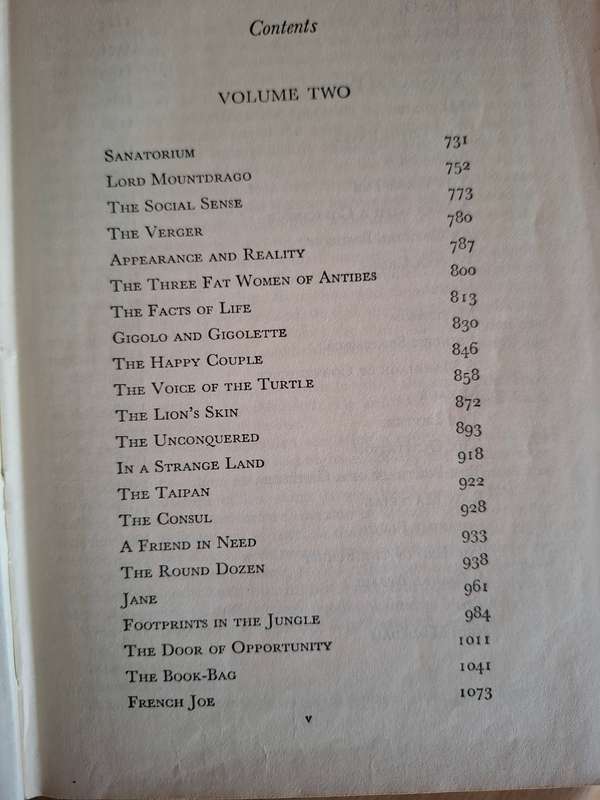 Contents
VOLUME TWO
Sanatorium 731
Lord Mountdrago 752
The Social Sense 773
The Verger 780
Appearance and Reality 787
The Three Fat Women of Antibes 800
The Facts of Life 813
Gigolo and Gigolette 830
The Happy Couple 846
The Voice of the Turtle 858
The Lion's Skin 872
The Unconquered 893
In a Strange Land 918
The Taipan 922
The Consul 928
A Friend in Need 933
The Round Dozen 938
Jane 961
Footprints in the Jungle 984
The Door of Opportunity 1011
The Book-Bag 1041
French Joe 1073
v